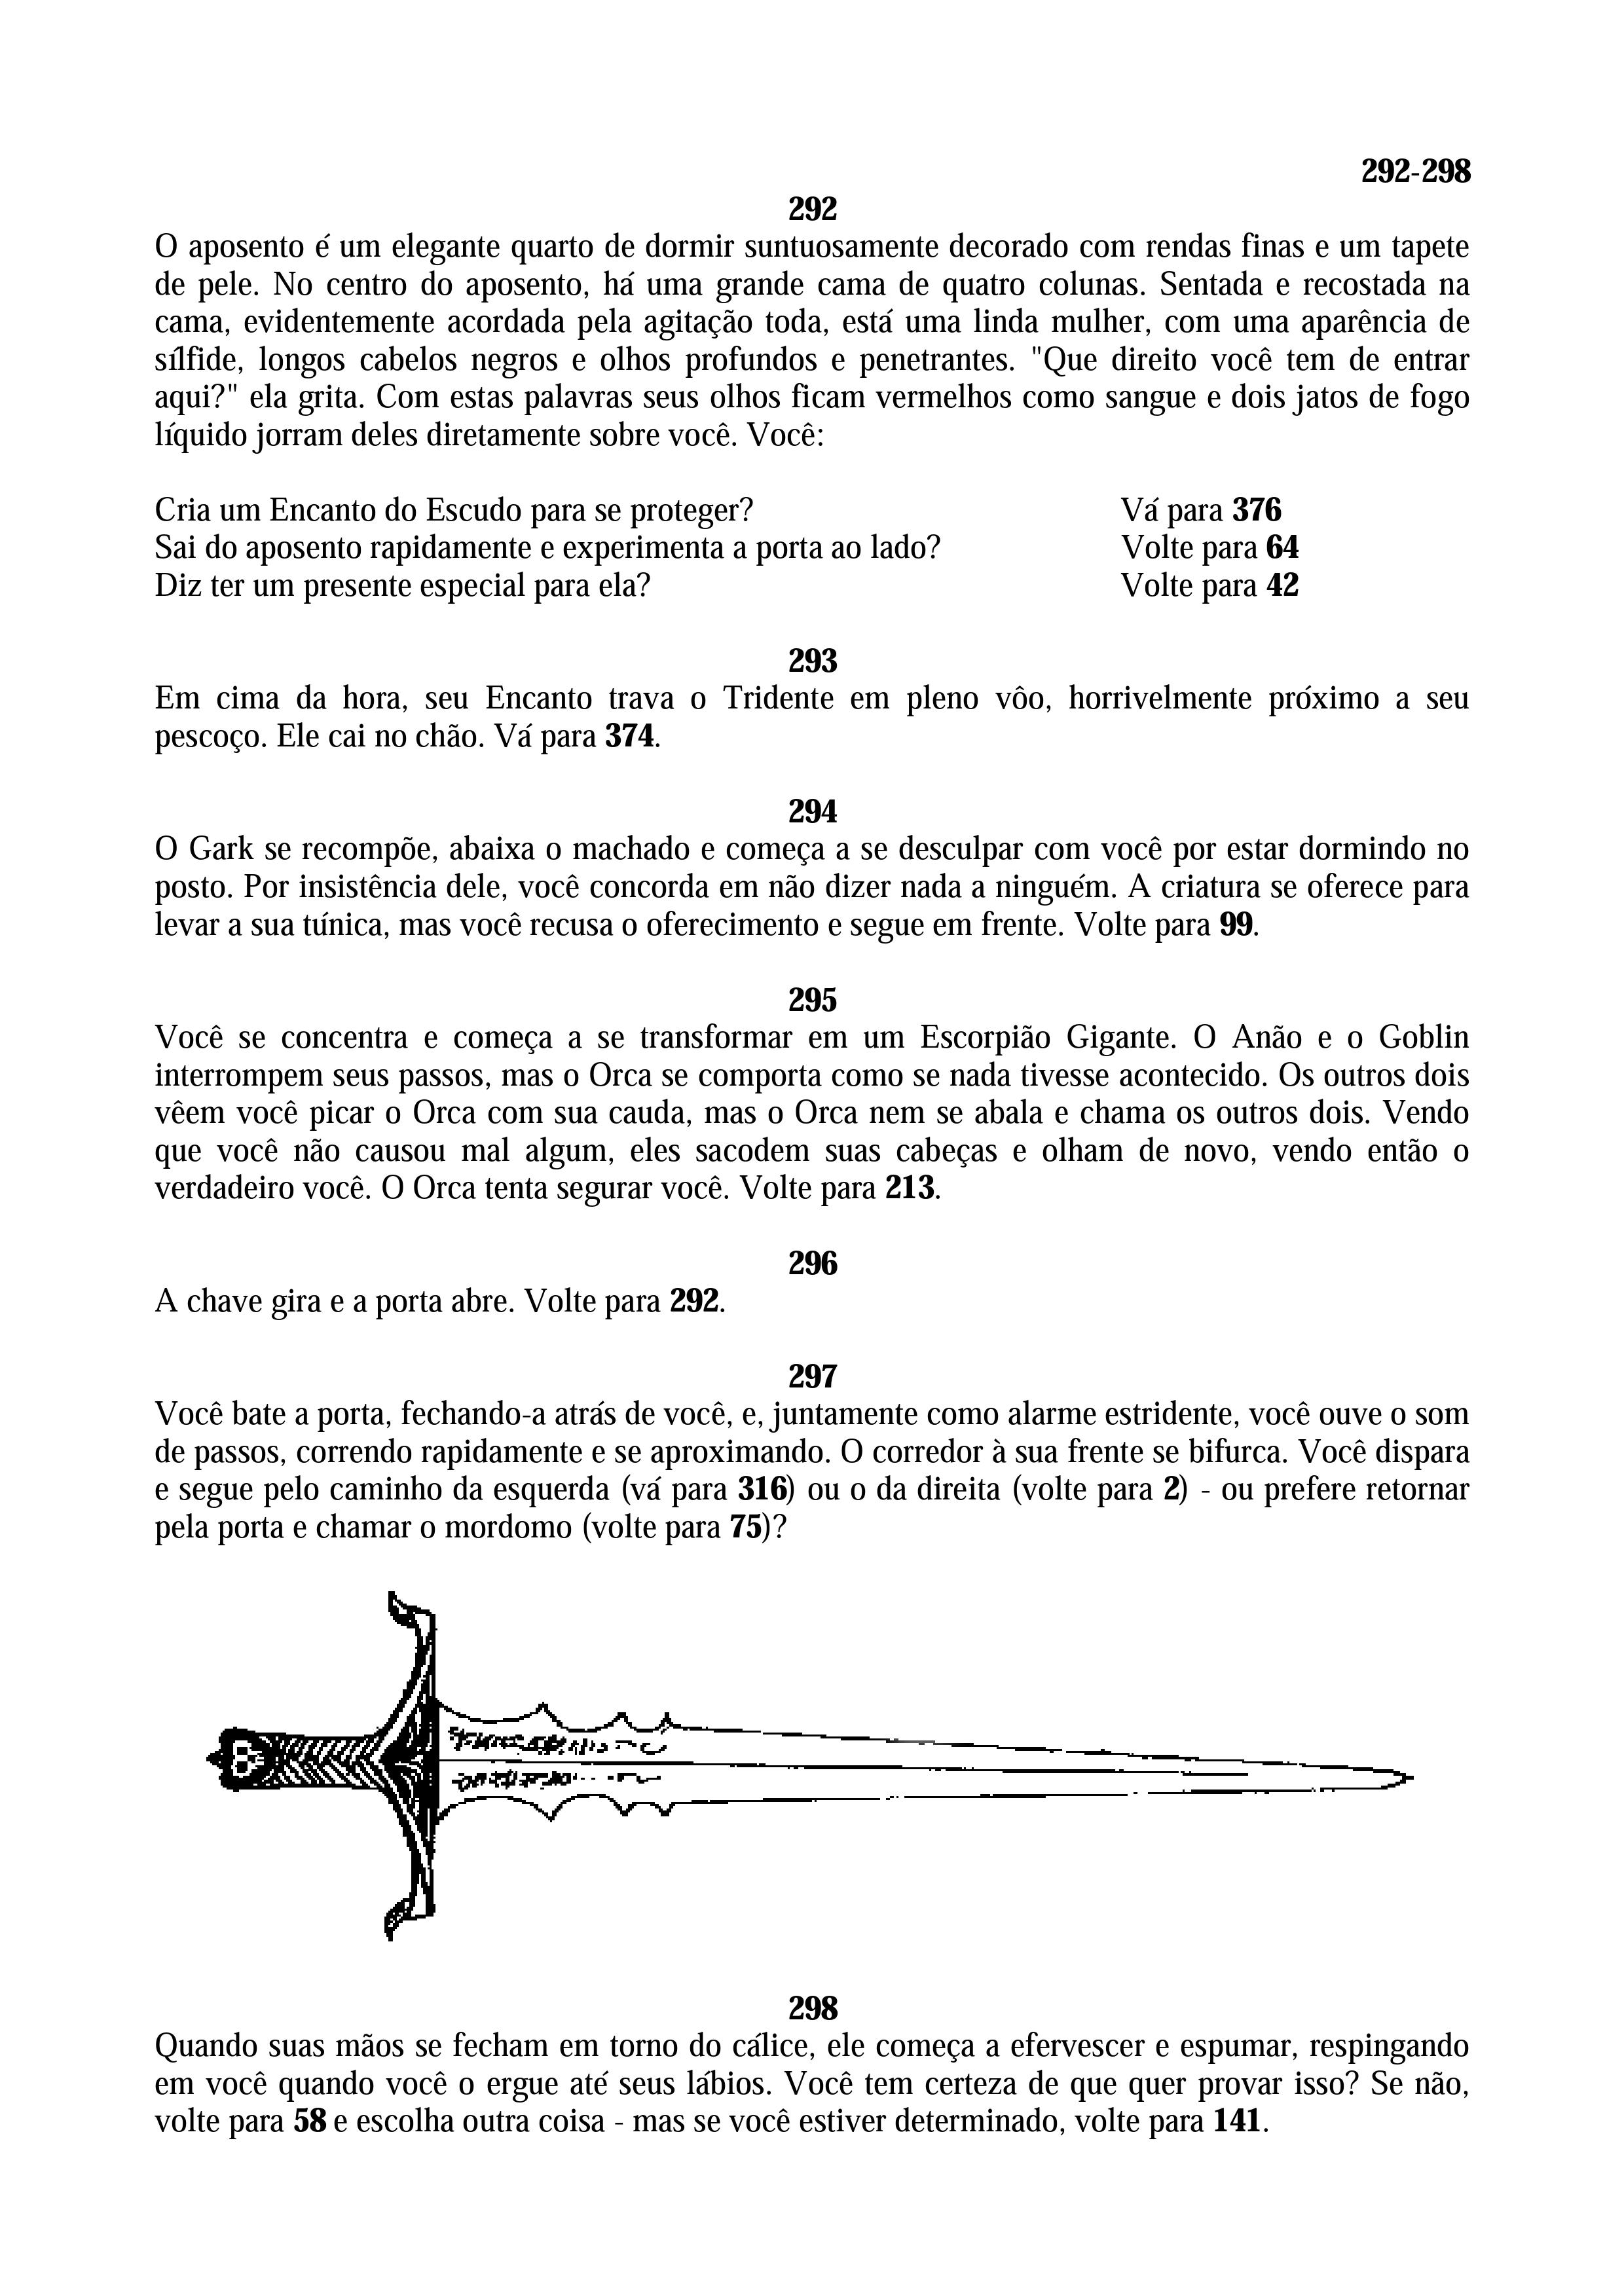 292-298
292
O aposento é um elegante quarto de dormir suntuosamente decorado com rendas finas e um tapete
de pele. No centro do aposento, há uma grande cama de quatro colunas. Sentada e recostada na
cama, evidentemente acordada pela agitação toda, está uma linda mulher, com uma aparência de
sílfide, longos cabelos negros e olhos profundos e penetrantes. "Que direito você tem de entrar
aqui?" ela grita. Com estas palavras seus olhos ficam vermelhos como sangue e dois jatos de fogo
líquido jorram deles diretamente sobre você. Você:
Cria um Encanto do Escudo para se proteger? Vá para 376
Sai do aposento rapidamente e experimenta a porta ao lado? Volte para 64
Diz ter um presente especial para ela? Volte para 42
293
Em cima da hora, seu Encanto trava o Tridente em pleno vôo, horrivelmente próximo a seu
pescoço. Ele cai no chão. Vá para 374.
294
O Gark se recompõe, abaixa o machado e começa a se desculpar com você por estar dormindo no
posto. Por insistência dele, você concorda em não dizer nada a ninguém. A criatura se oferece para
levar a sua túnica, mas você recusa o oferecimento e segue em frente. Volte para 99.
295
Você se concentra e começa a se transformar em um Escorpião Gigante. O Anão e o Goblin
interrompem seus passos, mas o Orca se comporta como se nada tivesse acontecido. Os outros dois
vêem você picar o Orca com sua cauda, mas o Orca nem se abala e chama os outros dois. Vendo
que você não causou mal algum, eles sacodem suas cabeças e olham de novo, vendo então o
verdadeiro você. O Orca tenta segurar você. Volte para 213.
296
A chave gira e a porta abre. Volte para 292.
297
Você bate a porta, fechando-a atrás de você, e, juntamente como alarme estridente, você ouve o som
de passos, correndo rapidamente e se aproximando. O corredor à sua frente se bifurca. Você dispara
e segue pelo caminho da esquerda (vá para 316) ou o da direita (volte para 2) - ou prefere retornar
pela porta e chamar o mordomo (volte para 75)?
298
Quando suas mãos se fecham em torno do cálice, ele começa a efervescer e espumar, respingando
em você quando você o ergue até seus lábios. Você tem certeza de que quer provar isso? Se não,
volte para 58 e escolha outra coisa - mas se você estiver determinado, volte para 141.